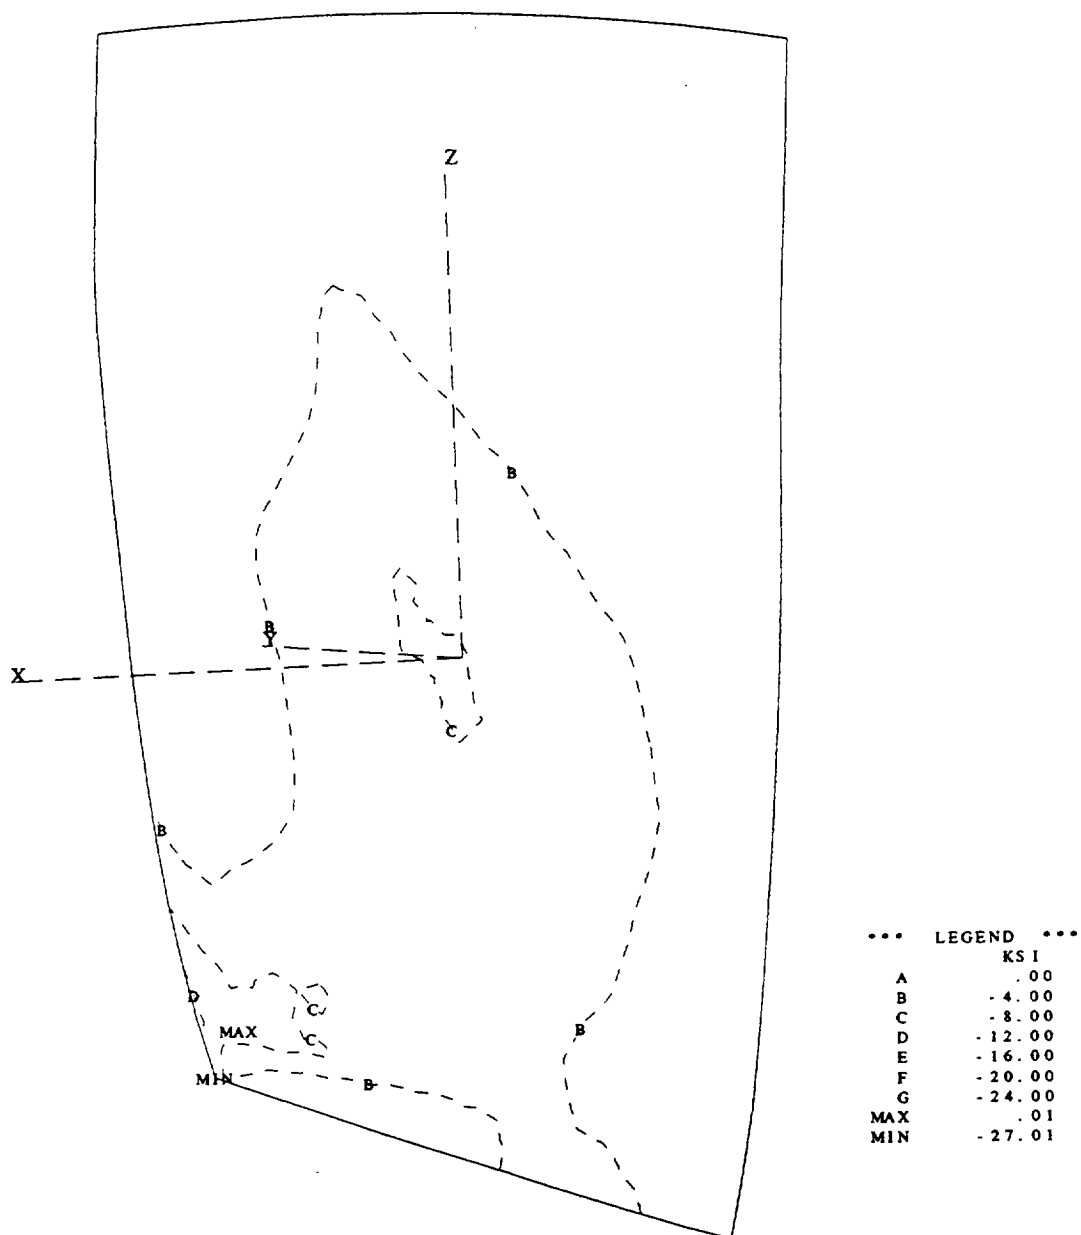 Z
B
B
Y
X
C
B
D
C
MAX
C
B
MIN
B
*** LEGEND ***
KSI
A .00
B -4.00
C -8.00
D -12.00
E -16.00
F -20.00
G -24.00
MAX .01
MIN -27.01